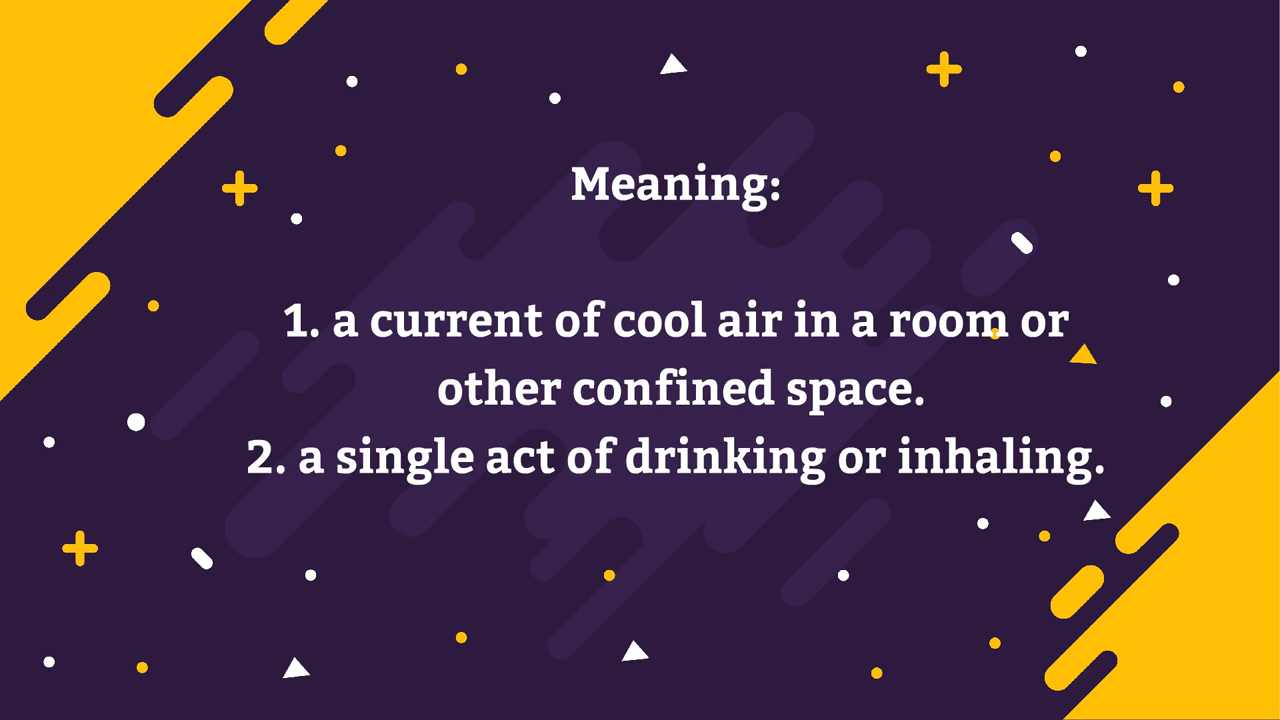 Meaning:
1. a current of cool air in a room or
other confined space.
2. a single act of drinking or inhaling.